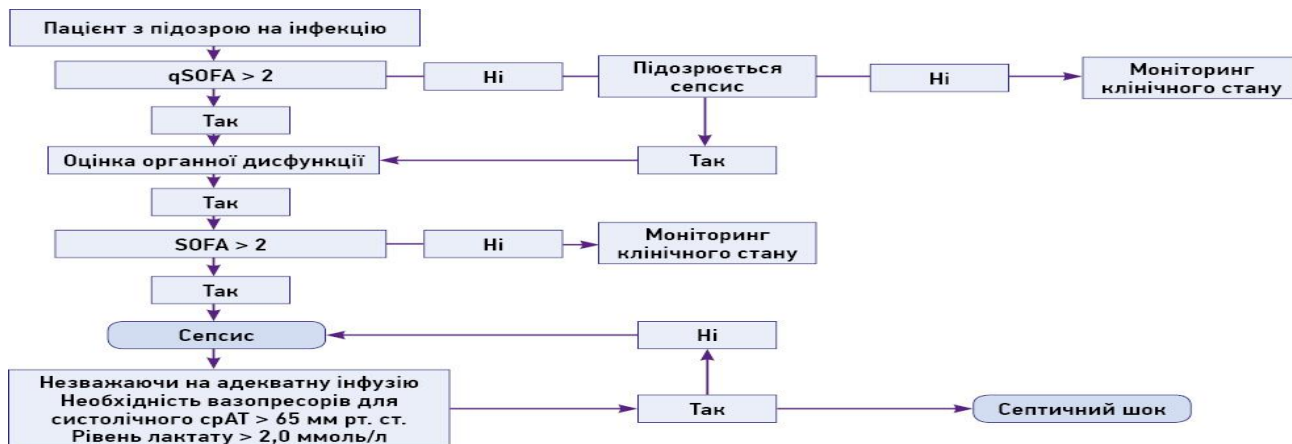 Пацієнт з підозрою на інфекцію
qSOFA > 2
Ні
Підозрюється
сепсис
Ні
Моніторинг
клінічного стану
Так
Оцінка органної дисфункції
Так
Так
SOFA > 2
Ні
Моніторинг
клінічного стану
Так
Сепсис
Ні
Незважаючи на адекватну інфузію
Необхідність вазопресорів для
систолічного срАТ > 65 мм рт. ст.
Рівень лактату > 2,0 ммоль/л
Так
Септичний шок